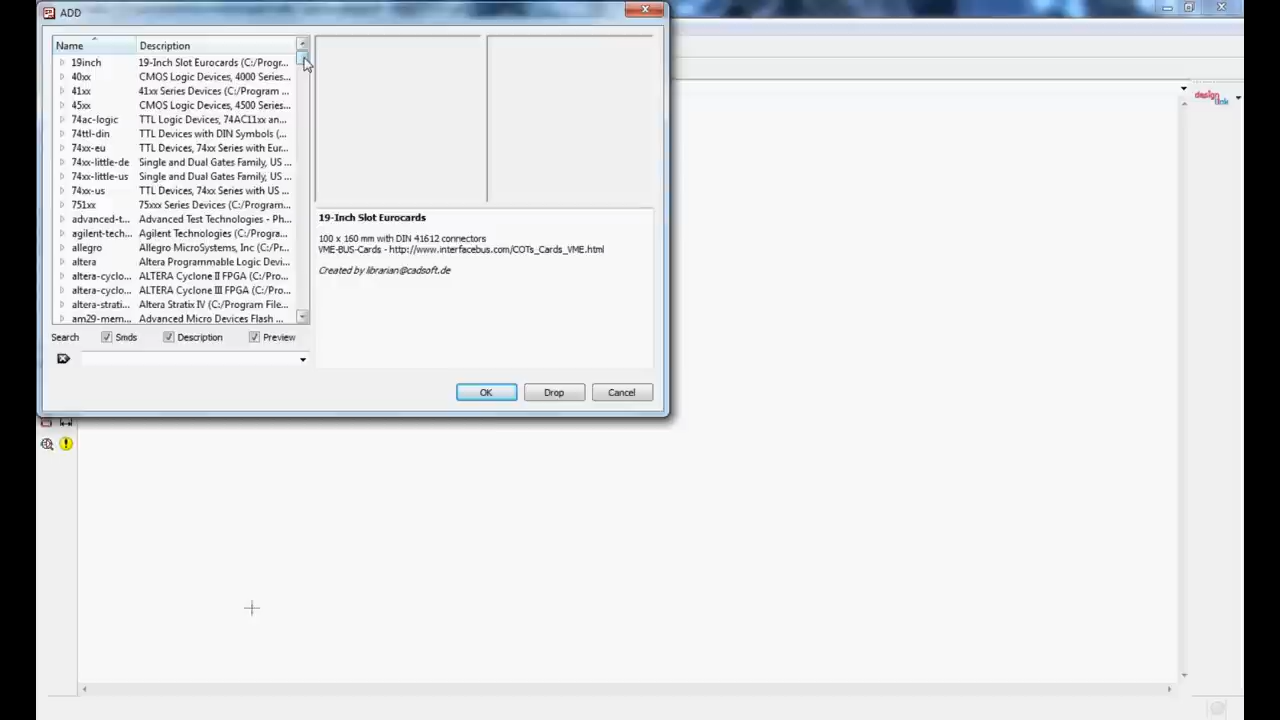 ADD
Name Description
19inch 19-Inch Slot Eurocards (C:/Progr...
40xx CMOS Logic Devices, 4000 Series...
41xx 41xx Series Devices (C:/Program ...
45xx CMOS Logic Devices, 4500 Series...
74ac-logic TTL Logic Devices, 74AC11xx an...
74ttl-din TTL Devices with DIN Symbols (...
74xx-eu TTL Devices, 74xx Series with Eur...
74xx-little-de Single and Dual Gates Family, US ...
74xx-little-us Single and Dual Gates Family, US ...
74xx-us TTL Devices, 74xx Series with US ...
751xx 75xxx Series Devices (C:/Program...
advanced-t... Advanced Test Technologies - Ph...
agilent-tech... Agilent Technologies (C:/Progra...
allegro Allegro MicroSystems, Inc (C:/Pr...
altera Altera Programmable Logic Devi...
altera-cyclo... ALTERA Cyclone II FPGA (C:/Pro...
altera-cyclo... ALTERA Cyclone III FPGA (C:/Pro...
altera-strati... Altera Stratix IV (C:/Program File...
am29-mem... Advanced Micro Devices Flash ...
Search Smds Description Preview
19-Inch Slot Eurocards
100 x 160 mm with DIN 41612 connectors
VME-BUS-Cards - http://www.interfacebus.com/COTs_Cards_VME.html
Created by librarian@cadsoft.de
OK Drop Cancel
design
link